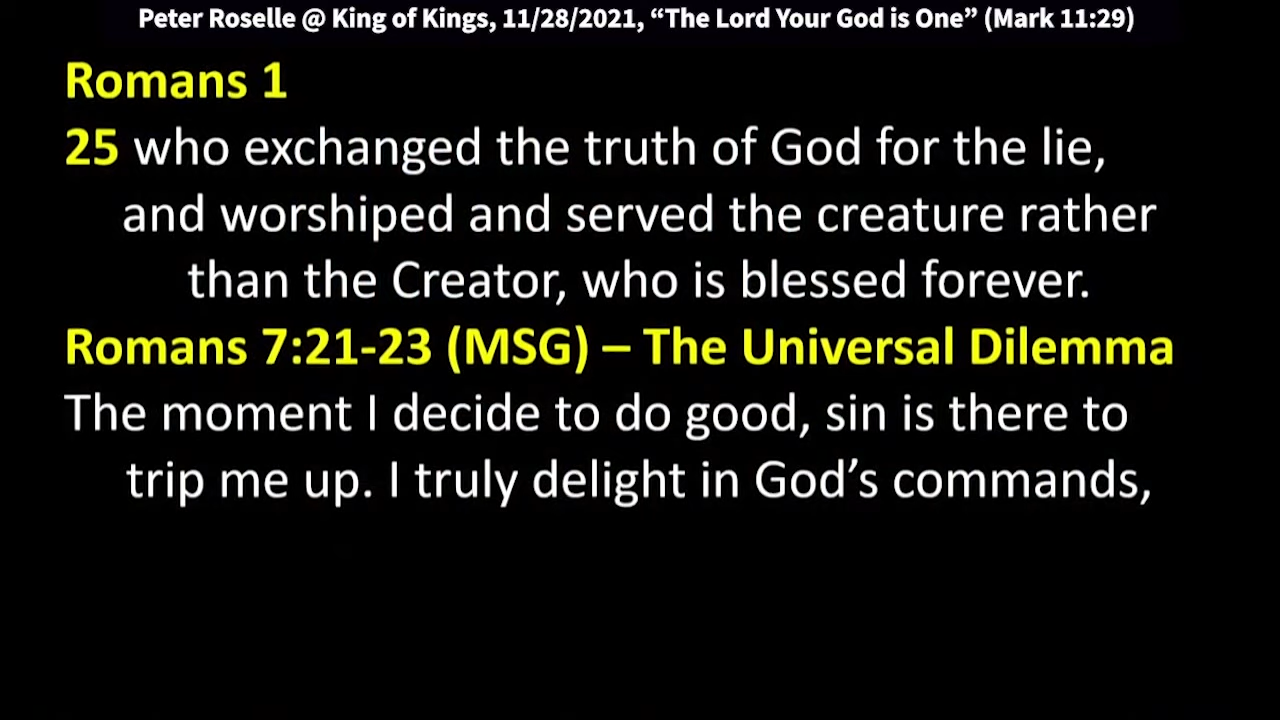 Peter Roselle @ King of Kings, 11/28/2021, “The Lord Your God is One” (Mark 11:29)
Romans 1
25 who exchanged the truth of God for the lie,
and worshiped and served the creature rather
than the Creator, who is blessed forever.
Romans 7:21-23 (MSG) – The Universal Dilemma
The moment I decide to do good, sin is there to
trip me up. I truly delight in God’s commands,